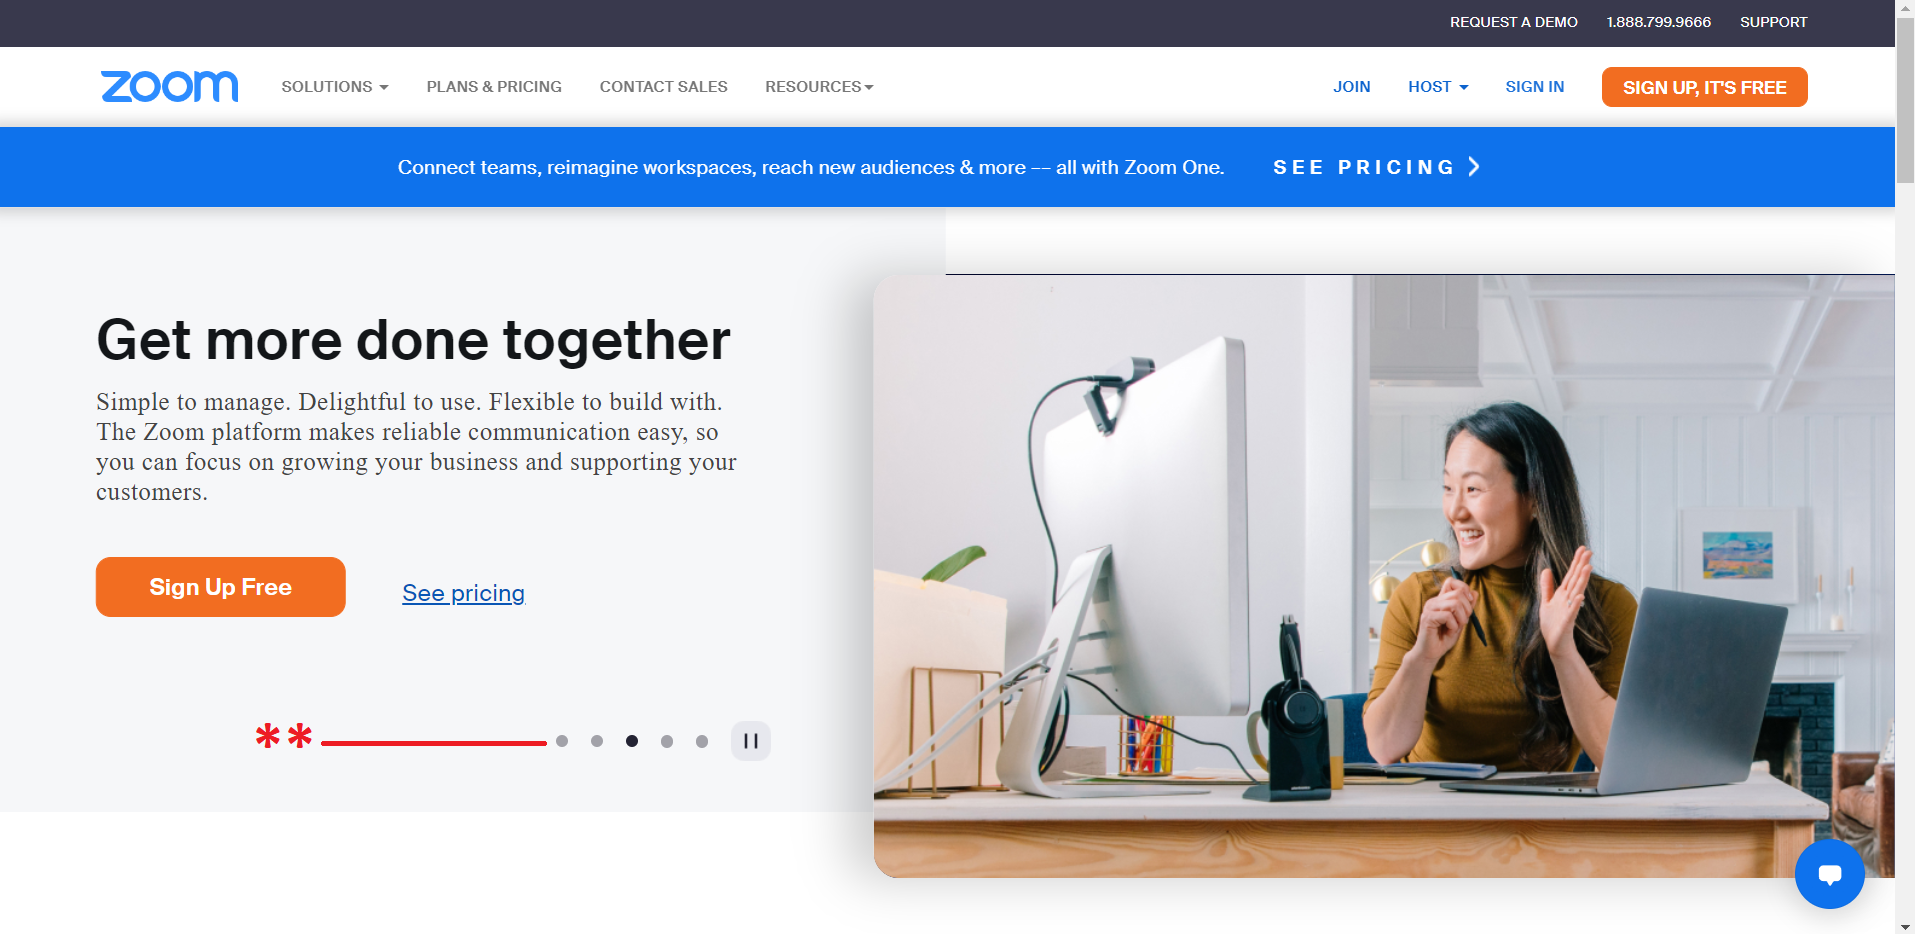 REQUEST A DEMO 1.888.799.9666 SUPPORT
zoom SOLUTIONS PLANS & PRICING CONTACT SALES RESOURCES JOIN HOST SIGN IN SIGN UP, IT'S FREE
Connect teams, reimagine workspaces, reach new audiences & more –– all with Zoom One. SEE PRICING
Get more done together
Simple to manage. Delightful to use. Flexible to build with.
The Zoom platform makes reliable communication easy, so
you can focus on growing your business and supporting your
customers.
Sign Up Free See pricing
**